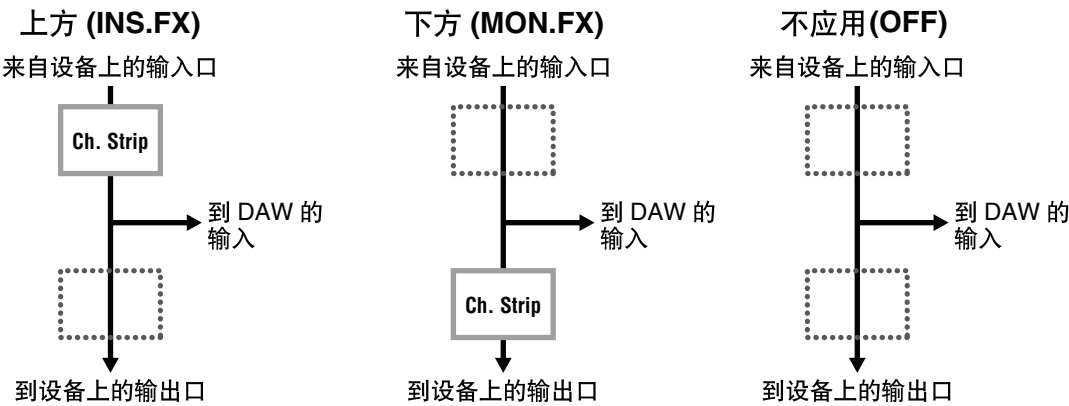 上方 (INS.FX)
来自设备上的输入口
Ch. Strip
到 DAW 的
输入
到设备上的输出口
下方 (MON.FX)
来自设备上的输入口
到 DAW 的
输入
Ch. Strip
到设备上的输出口
不应用(OFF)
来自设备上的输入口
到 DAW 的
输入
到设备上的输出口